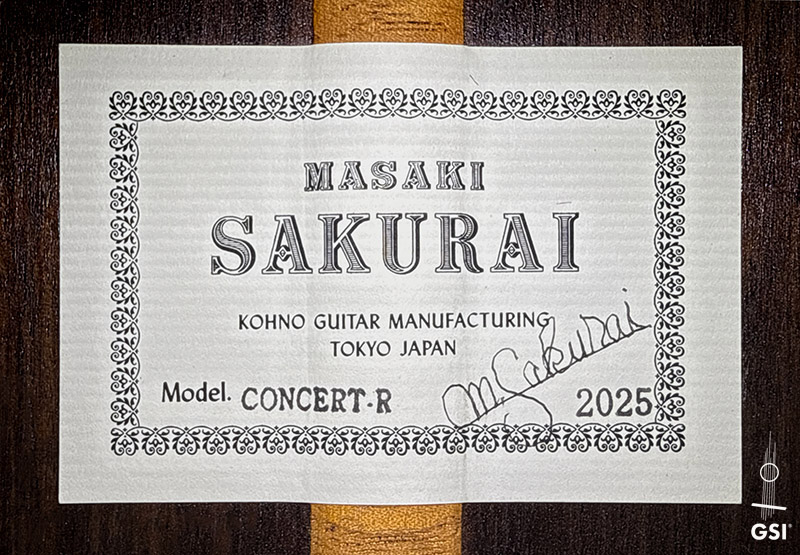 MASAKI
SAKURAI
KOHNO GUITAR MANUFACTURING
TOKYO JAPAN
Model. CONCERT-R
M. Sakurai
2025
GSI®